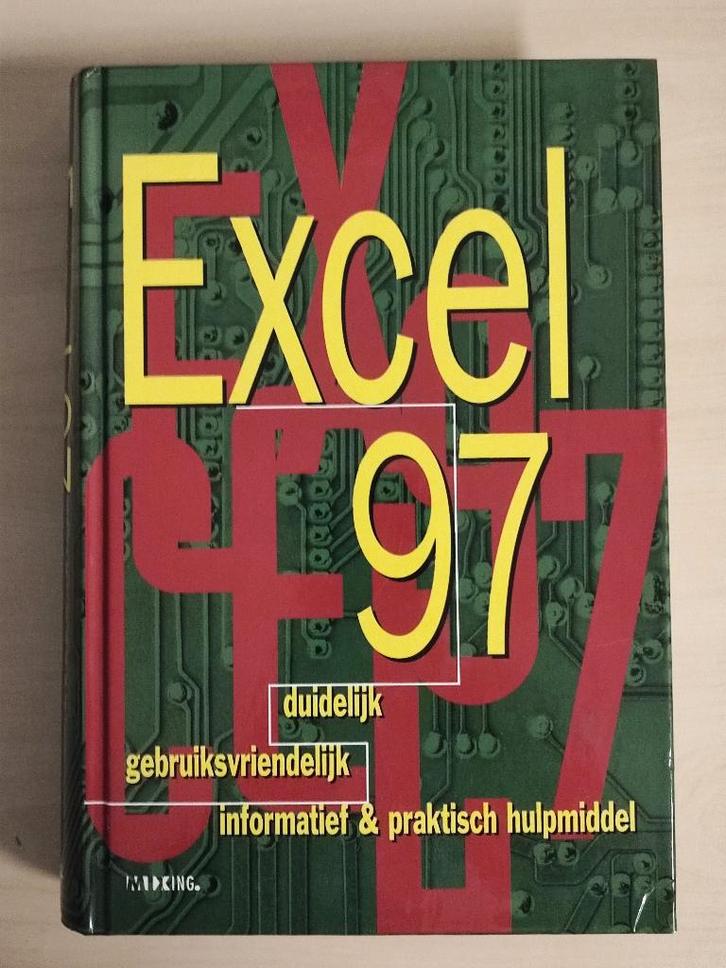 Excel
97
duidelijk
gebruiksvriendelijk
informatief & praktisch hulpmiddel